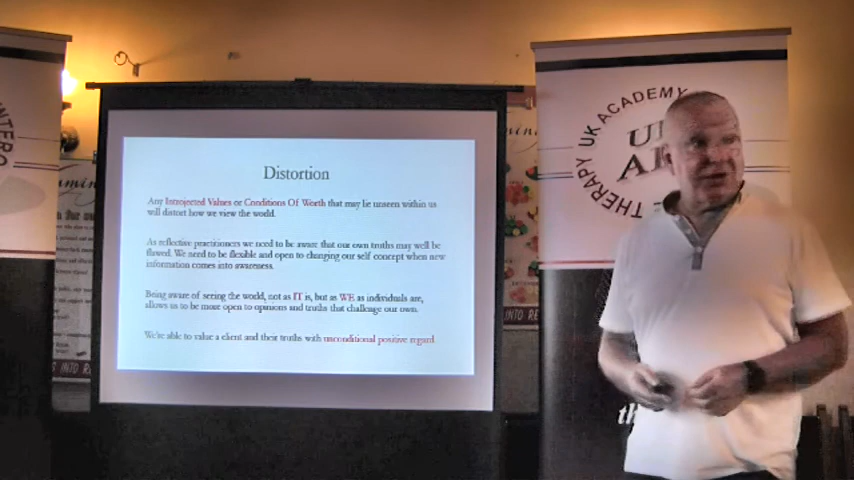 Distortion
Any Introjected Values or Conditions Of Worth that may lie unseen within us
will distort how we view the world.
As reflective practitioners we need to be aware that our own truths may well be
flawed. We need to be flexible and open to changing our self concept when new
information comes into awareness.
Being aware of seeing the world, not as IT is, but as WE as individuals are,
allows us to be more open to opinions and truths that challenge our own.
We're able to value a client and their truths with unconditional positive regard.
UK ACADEMY
THERAPY
INTO RE
INTO RE